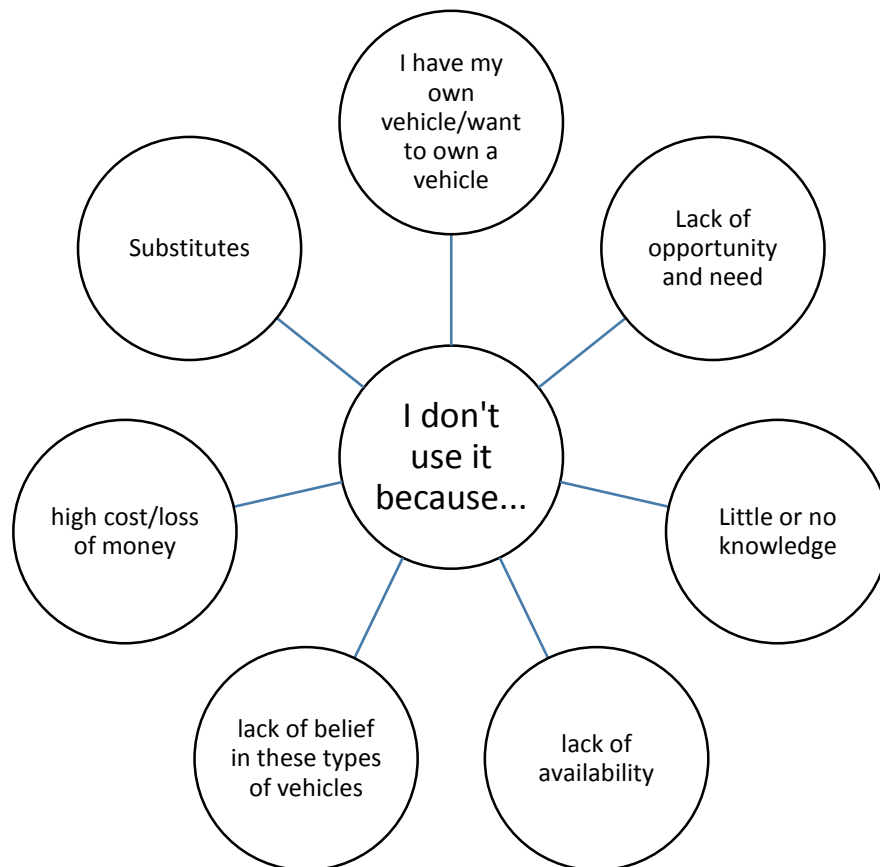 I have my
own
vehicle/want
to own a
vehicle
Substitutes
Lack of
opportunity
and need
I don't
use it
because...
high cost/loss
of money
Little or no
knowledge
lack of belief
in these types
of vehicles
lack of
availability